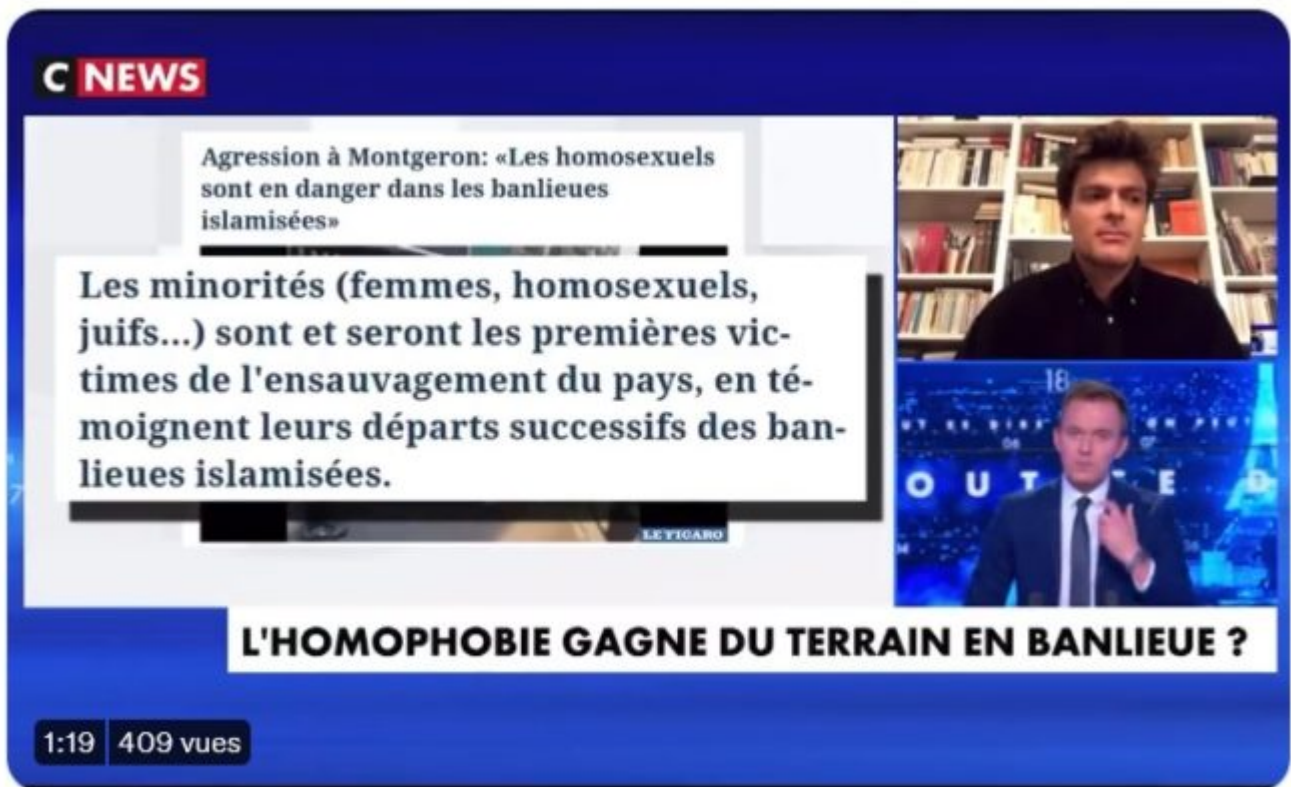 C NEWS
Agression à Montgeron: «Les homosexuels
sont en danger dans les banlieues
islamisées»
Les minorités (femmes, homosexuels,
juifs...) sont et seront les premières vic-
times de l'ensauvagement du pays, en té-
moignent leurs départs successifs des ban-
lieues islamisées.
LE FIGARO
18
OUT E D
L'HOMOPHOBIE GAGNE DU TERRAIN EN BANLIEUE ?
1:19 409 vues